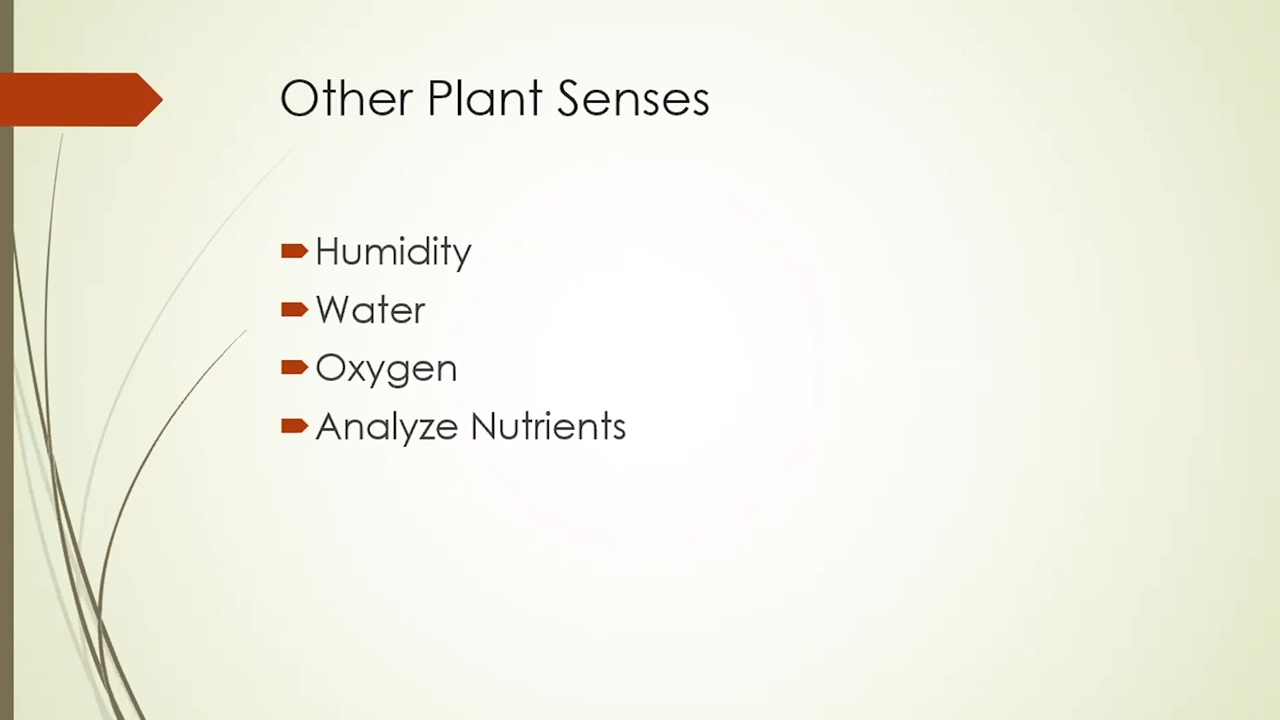 Other Plant Senses
Humidity
Water
Oxygen
Analyze Nutrients